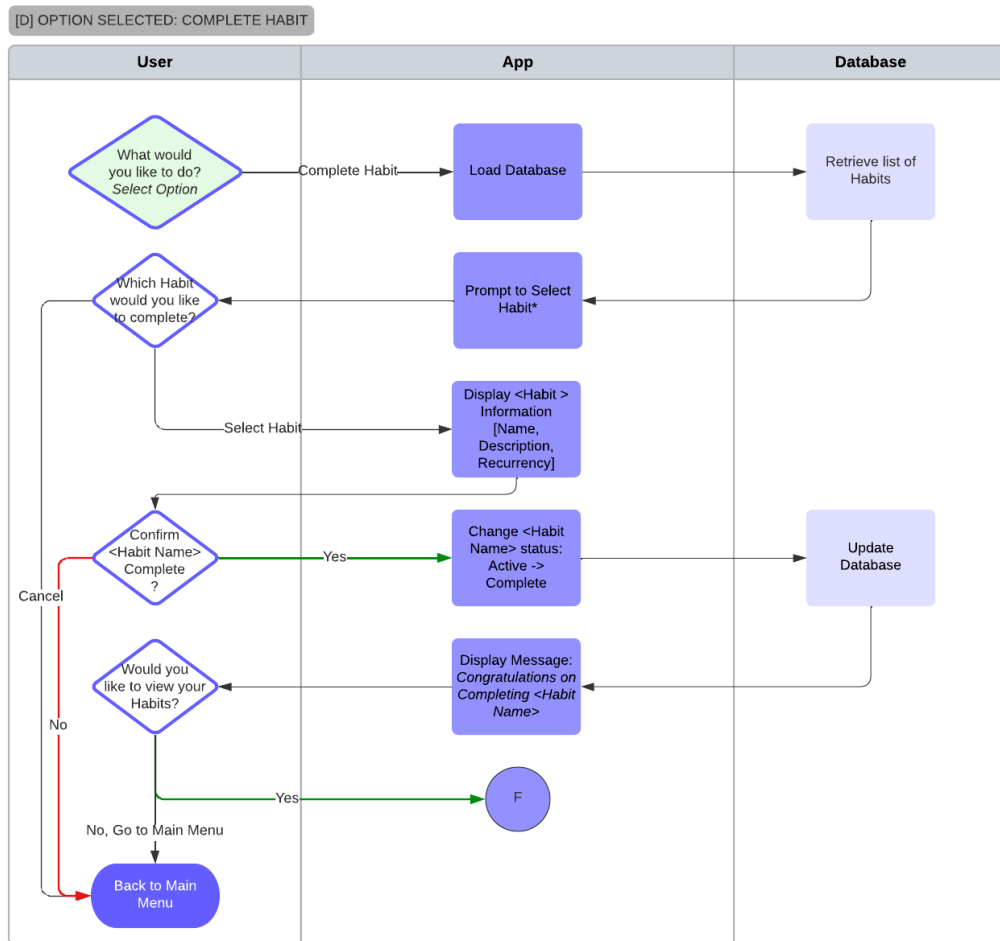 [D] OPTION SELECTED: COMPLETE HABIT
User
App
Database
What would
you like to do?
Select Option
Complete Habit
Load Database
Retrieve list of
Habits
Which Habit
would you like
to complete?
Prompt to Select
Habit*
Select Habit
Display <Habit >
Information
[Name,
Description,
Recurrency]
Confirm
<Habit Name>
Complete
?
Yes
Change <Habit
Name> status:
Active ->
Complete
Update
Database
Cancel
Would you
like to view your
Habits?
Display Message:
Congratulations on
Completing <Habit
Name>
No
Yes
F
No, Go to Main Menu
Back to Main
Menu